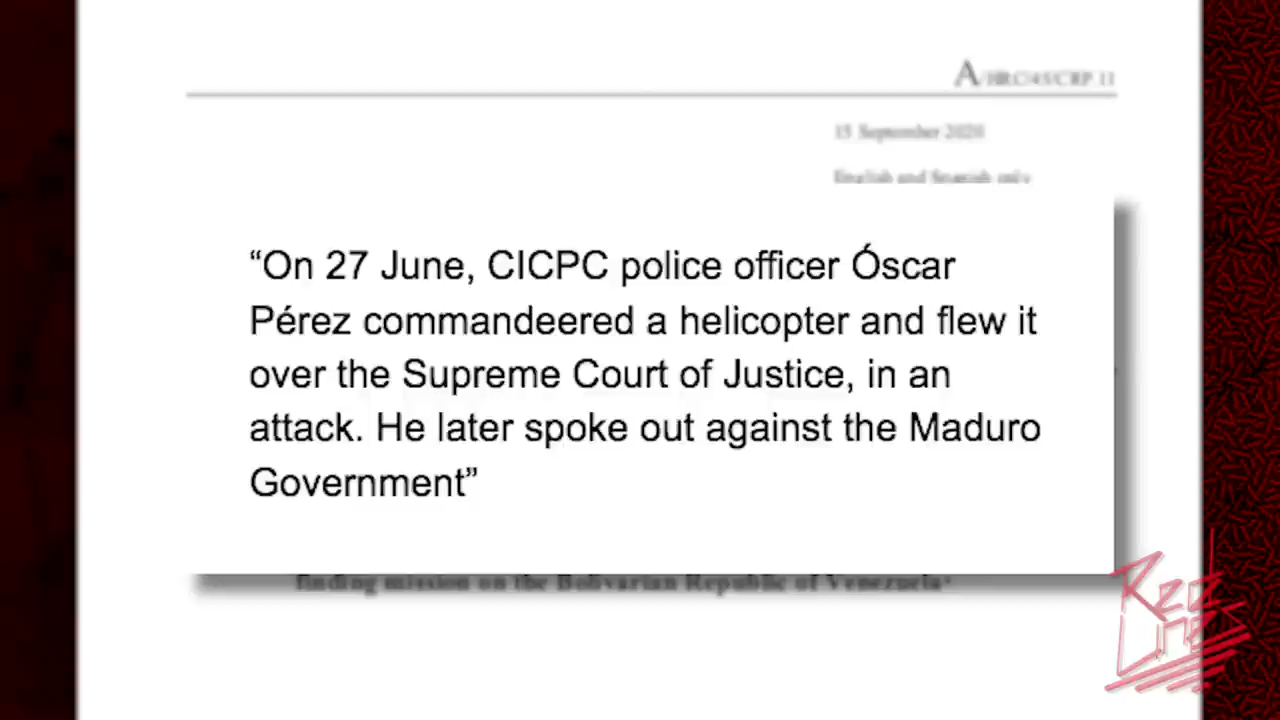 A/HRC/45/CRP.11
15 September 2020
English and Spanish only
“On 27 June, CICPC police officer Óscar
Pérez commandeered a helicopter and flew it
over the Supreme Court of Justice, in an
attack. He later spoke out against the Maduro
Government”
finding mission on the Bolivarian Republic of Venezuela*
Red
Lines